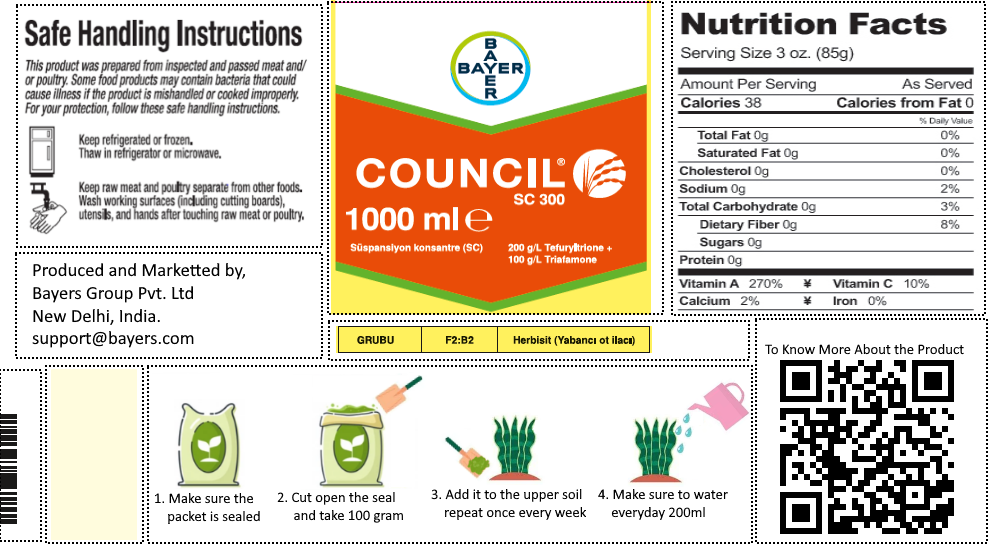 Safe Handling Instructions
This product was prepared from inspected and passed meat and/
or poultry. Some food products may contain bacteria that could
cause illness if the product is mishandled or cooked improperly.
For your protection, follow these safe handling instructions.
Keep refrigerated or frozen.
Thaw in refrigerator or microwave.
Keep raw meat and poultry separate from other foods.
Wash working surfaces (including cutting boards),
utensils, and hands after touching raw meat or poultry.
Produced and Marketted by,
Bayers Group Pvt. Ltd
New Delhi, India.
support@bayers.com
BAYER
BAYER
COUNCIL®
SC 300
1000 ml ℮
Süspansiyon konsantre (SC)
200 g/L Tefuryltrione +
100 g/L Triafamone
GRUBU F2:B2 Herbisit (Yabancı ot ilacı)
Nutrition Facts
Serving Size 3 oz. (85g)
Amount Per Serving As Served
Calories 38 Calories from Fat 0
% Daily Value
Total Fat 0g 0%
Saturated Fat 0g 0%
Cholesterol 0g 0%
Sodium 0g 2%
Total Carbohydrate 0g 3%
Dietary Fiber 0g 8%
Sugars 0g
Protein 0g
Vitamin A 270% ¥ Vitamin C 10%
Calcium 2% ¥ Iron 0%
To Know More About the Product
1. Make sure the
packet is sealed
2. Cut open the seal
and take 100 gram
3. Add it to the upper soil
repeat once every week
4. Make sure to water
everyday 200ml